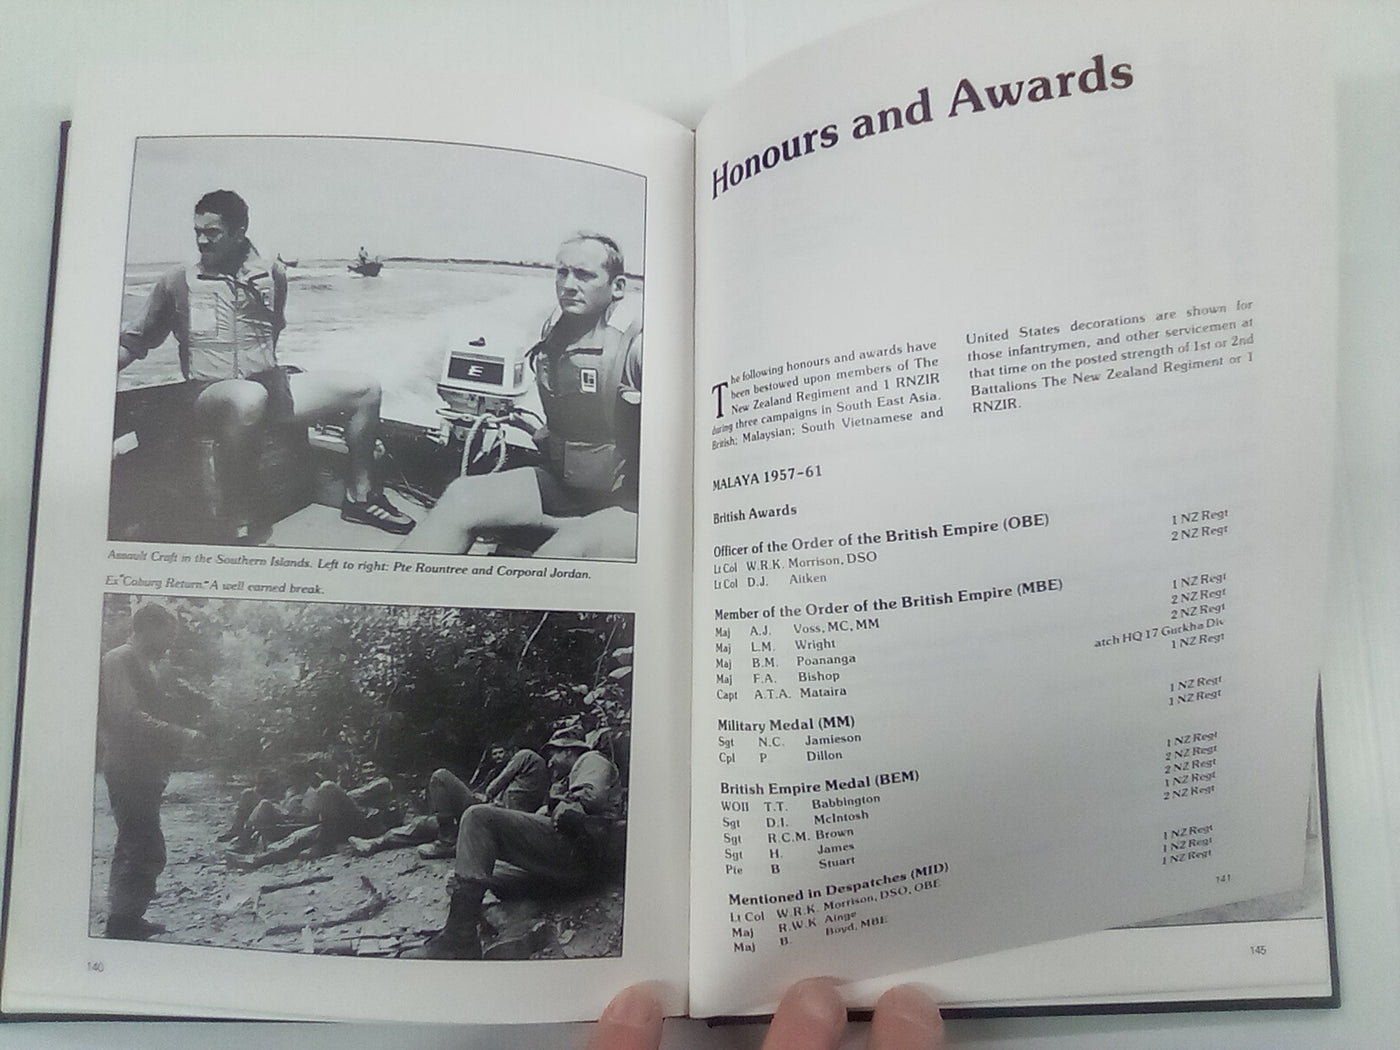 E
Assault Craft in the Southern Islands. Left to right: Pte Rountree and Corporal Jordan.
Ex "Coburg Return." A well earned break.
140
Honours and Awards
The following honours and awards have
been bestowed upon members of The
New Zealand Regiment and 1 RNZIR
during three campaigns in South East Asia.
British; Malaysian; South Vietnamese and
United States decorations are shown for
those infantrymen, and other servicemen at
that time on the posted strength of 1st or 2nd
Battalions The New Zealand Regiment or 1
RNZIR.
MALAYA 1957–61
British Awards
Officer of the Order of the British Empire (OBE)
Lt Col W.R.K. Morrison, DSO 1 NZ Regt
Lt Col D.J. Aitken 2 NZ Regt
Member of the Order of the British Empire (MBE)
Maj A.J. Voss, MC, MM 1 NZ Regt
Maj L.M. Wright 2 NZ Regt
Maj B.M. Poananga 2 NZ Regt
Maj F.A. Bishop atch HQ 17 Gurkha Div
Capt A.T.A. Mataira 1 NZ Regt
Military Medal (MM)
Sgt N.C. Jamieson 1 NZ Regt
Cpl P. Dillon 1 NZ Regt
British Empire Medal (BEM)
WOII T.T. Babbington 1 NZ Regt
Sgt D.I. McIntosh 2 NZ Regt
Sgt R.C.M. Brown 2 NZ Regt
Sgt H. James 1 NZ Regt
Pte B Stuart 2 NZ Regt
Mentioned in Despatches (MID)
Lt Col W.R.K. Morrison, DSO, OBE 1 NZ Regt
Maj R.W.K. Ainge 1 NZ Regt
Maj B. Boyd, MBE 1 NZ Regt
141
145